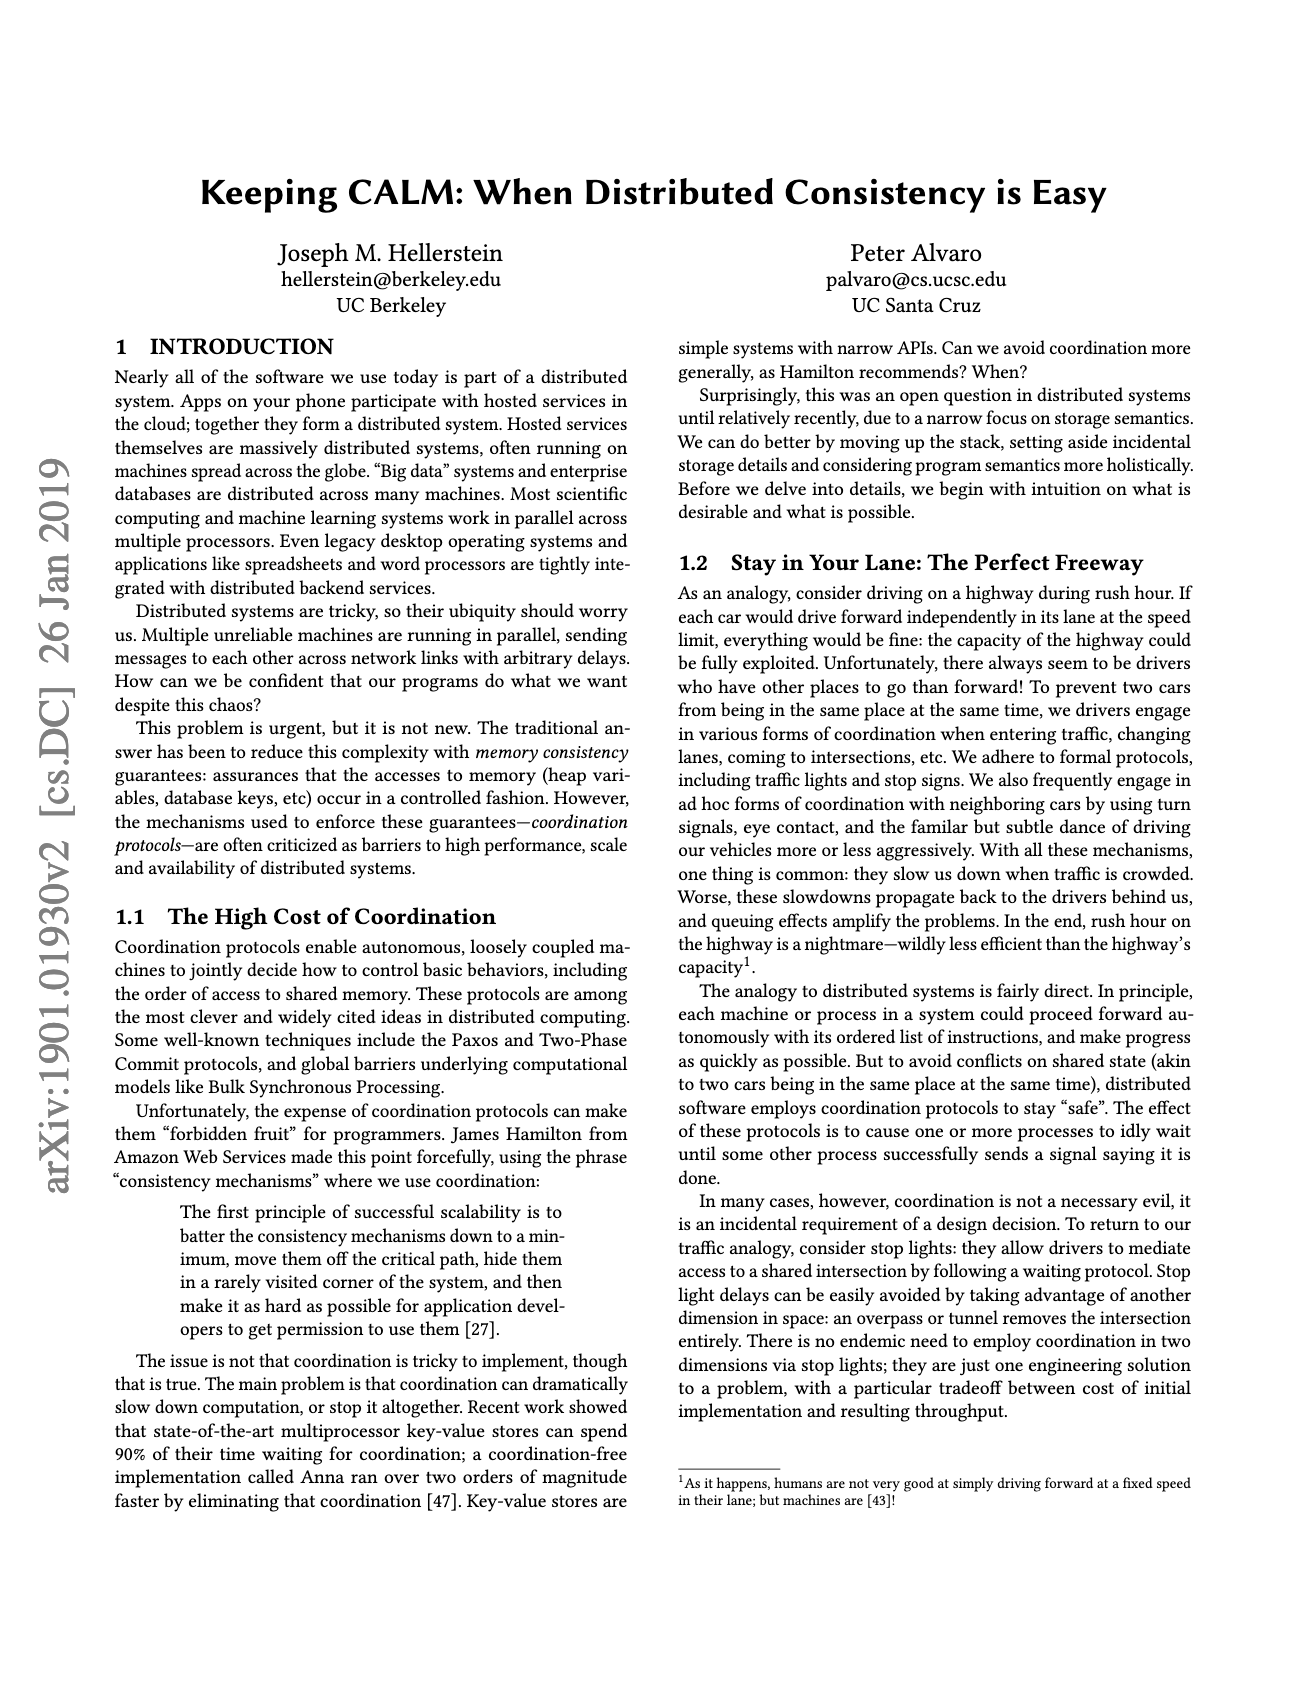 Keeping CALM: When Distributed Consistency is Easy
Joseph M. Hellerstein
hellerstein@berkeley.edu
UC Berkeley
Peter Alvaro
palvaro@cs.ucsc.edu
UC Santa Cruz
arXiv:1901.01930v2 [cs.DC] 26 Jan 2019
1 INTRODUCTION
Nearly all of the software we use today is part of a distributed
system. Apps on your phone participate with hosted services in
the cloud; together they form a distributed system. Hosted services
themselves are massively distributed systems, often running on
machines spread across the globe. “Big data” systems and enterprise
databases are distributed across many machines. Most scientific
computing and machine learning systems work in parallel across
multiple processors. Even legacy desktop operating systems and
applications like spreadsheets and word processors are tightly inte-
grated with distributed backend services.
Distributed systems are tricky, so their ubiquity should worry
us. Multiple unreliable machines are running in parallel, sending
messages to each other across network links with arbitrary delays.
How can we be confident that our programs do what we want
despite this chaos?
This problem is urgent, but it is not new. The traditional an-
swer has been to reduce this complexity with memory consistency
guarantees: assurances that the accesses to memory (heap vari-
ables, database keys, etc) occur in a controlled fashion. However,
the mechanisms used to enforce these guarantees—coordination
protocols—are often criticized as barriers to high performance, scale
and availability of distributed systems.
1.1 The High Cost of Coordination
Coordination protocols enable autonomous, loosely coupled ma-
chines to jointly decide how to control basic behaviors, including
the order of access to shared memory. These protocols are among
the most clever and widely cited ideas in distributed computing.
Some well-known techniques include the Paxos and Two-Phase
Commit protocols, and global barriers underlying computational
models like Bulk Synchronous Processing.
Unfortunately, the expense of coordination protocols can make
them “forbidden fruit” for programmers. James Hamilton from
Amazon Web Services made this point forcefully, using the phrase
“consistency mechanisms” where we use coordination:
The first principle of successful scalability is to
batter the consistency mechanisms down to a min-
imum, move them off the critical path, hide them
in a rarely visited corner of the system, and then
make it as hard as possible for application devel-
opers to get permission to use them [27].
The issue is not that coordination is tricky to implement, though
that is true. The main problem is that coordination can dramatically
slow down computation, or stop it altogether. Recent work showed
that state-of-the-art multiprocessor key-value stores can spend
90% of their time waiting for coordination; a coordination-free
implementation called Anna ran over two orders of magnitude
faster by eliminating that coordination [47]. Key-value stores are
simple systems with narrow APIs. Can we avoid coordination more
generally, as Hamilton recommends? When?
Surprisingly, this was an open question in distributed systems
until relatively recently, due to a narrow focus on storage semantics.
We can do better by moving up the stack, setting aside incidental
storage details and considering program semantics more holistically.
Before we delve into details, we begin with intuition on what is
desirable and what is possible.
1.2 Stay in Your Lane: The Perfect Freeway
As an analogy, consider driving on a highway during rush hour. If
each car would drive forward independently in its lane at the speed
limit, everything would be fine: the capacity of the highway could
be fully exploited. Unfortunately, there always seem to be drivers
who have other places to go than forward! To prevent two cars
from being in the same place at the same time, we drivers engage
in various forms of coordination when entering traffic, changing
lanes, coming to intersections, etc. We adhere to formal protocols,
including traffic lights and stop signs. We also frequently engage in
ad hoc forms of coordination with neighboring cars by using turn
signals, eye contact, and the familar but subtle dance of driving
our vehicles more or less aggressively. With all these mechanisms,
one thing is common: they slow us down when traffic is crowded.
Worse, these slowdowns propagate back to the drivers behind us,
and queuing effects amplify the problems. In the end, rush hour on
the highway is a nightmare—wildly less efficient than the highway’s
capacity¹.
The analogy to distributed systems is fairly direct. In principle,
each machine or process in a system could proceed forward au-
tonomously with its ordered list of instructions, and make progress
as quickly as possible. But to avoid conflicts on shared state (akin
to two cars being in the same place at the same time), distributed
software employs coordination protocols to stay “safe”. The effect
of these protocols is to cause one or more processes to idly wait
until some other process successfully sends a signal saying it is
done.
In many cases, however, coordination is not a necessary evil, it
is an incidental requirement of a design decision. To return to our
traffic analogy, consider stop lights: they allow drivers to mediate
access to a shared intersection by following a waiting protocol. Stop
light delays can be easily avoided by taking advantage of another
dimension in space: an overpass or tunnel removes the intersection
entirely. There is no endemic need to employ coordination in two
dimensions via stop lights; they are just one engineering solution
to a problem, with a particular tradeoff between cost of initial
implementation and resulting throughput.
¹As it happens, humans are not very good at simply driving forward at a fixed speed
in their lane; but machines are [43]!